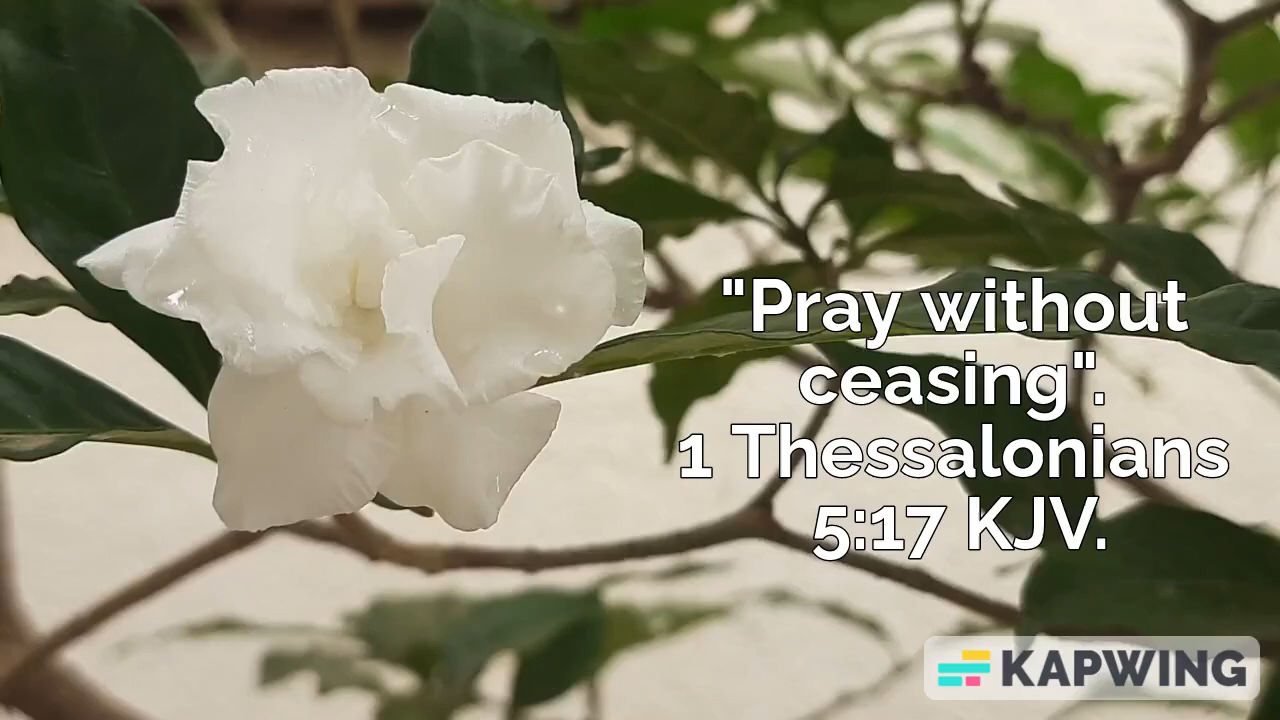 "Pray without
ceasing".
1 Thessalonians
5:17 KJV.
KAPWING